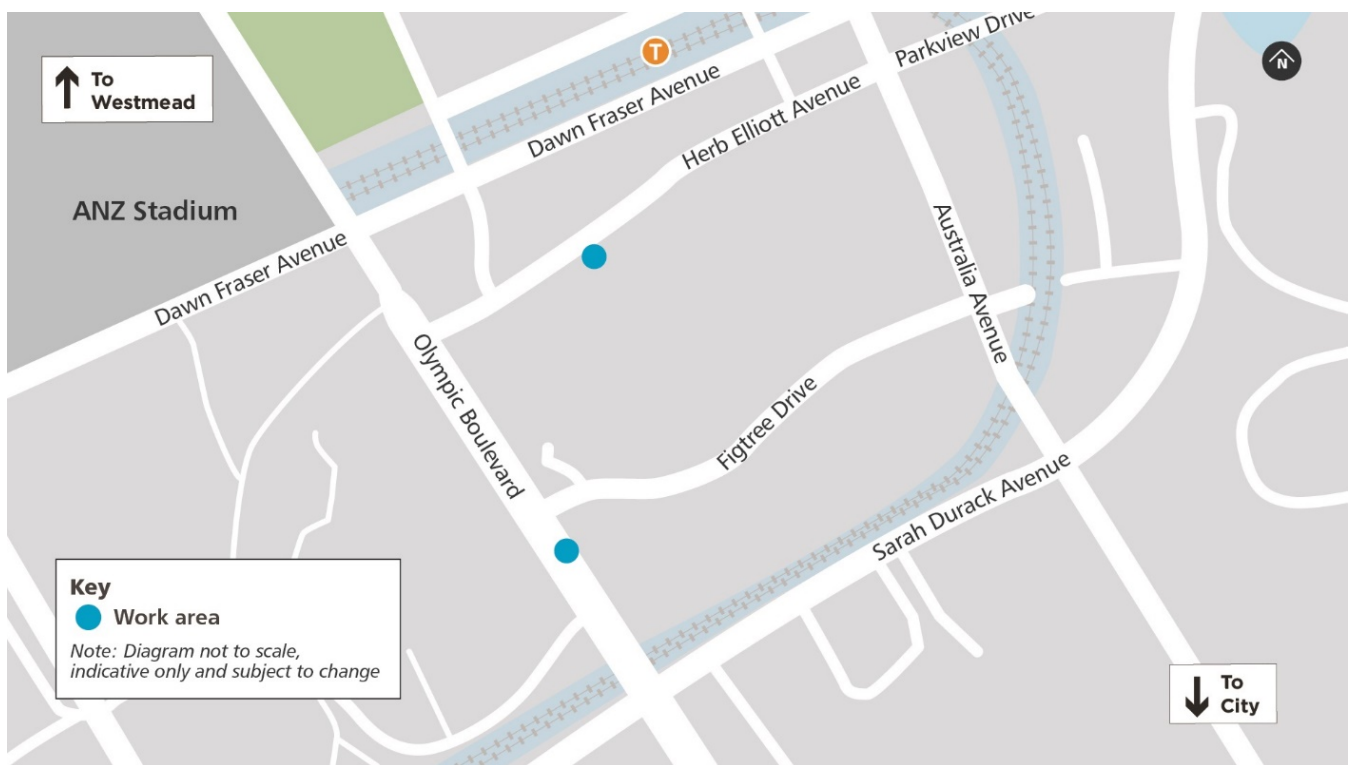 To
Westmead
T
Parkview Drive
N
Dawn Fraser Avenue
Herb Elliott Avenue
ANZ Stadium
Dawn Fraser Avenue
Australia Avenue
Olympic Boulevard
Figtree Drive
Sarah Durack Avenue
Key
Work area
Note: Diagram not to scale,
indicative only and subject to change
To
City